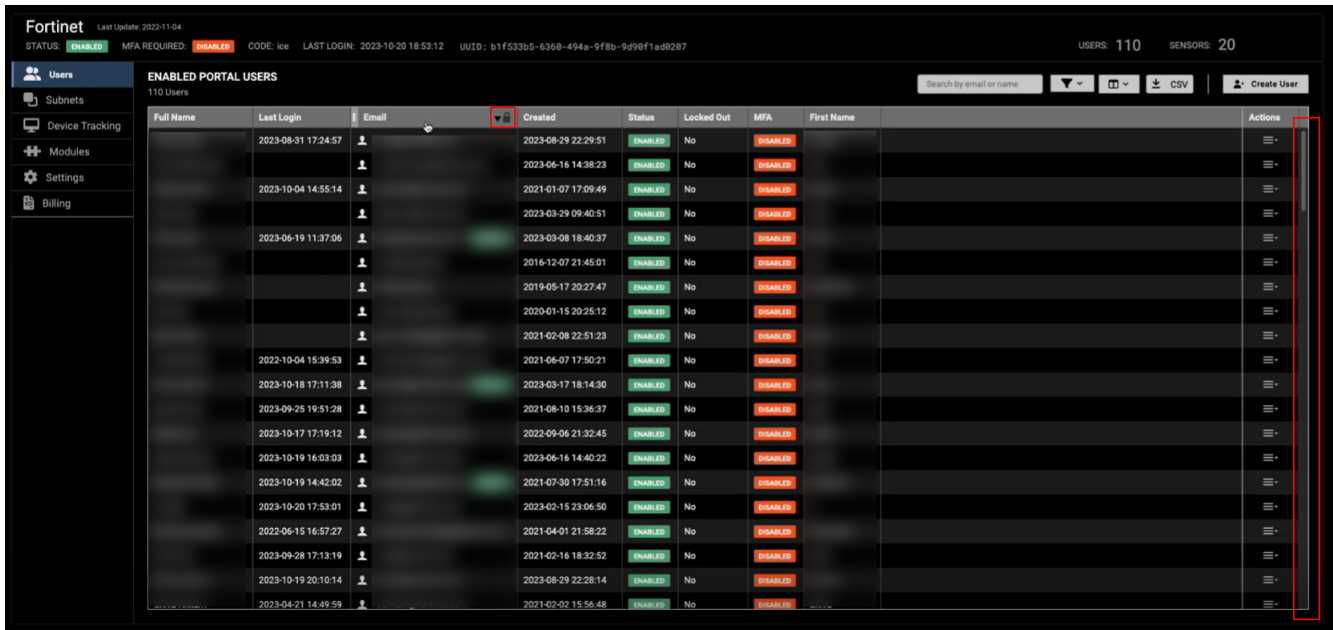 Fortinet Last Update: 2022-11-04
STATUS: ENABLED MFA REQUIRED: DISABLED CODE: ice LAST LOGIN: 2023-10-20 18:53:12 UUID: b1f533b5-6360-494a-9f8b-9d90f1ad0207 USERS: 110 SENSORS: 20
Users
Subnets
Device Tracking
Modules
Settings
Billing
ENABLED PORTAL USERS
110 Users
Search by email or name CSV Create User
Full Name Last Login Email Created Status Locked Out MFA First Name Actions
2023-08-31 17:24:57 2023-08-29 22:29:51 ENABLED No DISABLED
2023-06-16 14:38:23 ENABLED No DISABLED
2023-10-04 14:55:14 2021-01-07 17:09:49 ENABLED No DISABLED
2023-03-29 09:40:51 ENABLED No DISABLED
2023-06-19 11:37:06 2023-03-08 18:40:37 ENABLED No DISABLED
2016-12-07 21:45:01 ENABLED No DISABLED
2019-05-17 20:27:47 ENABLED No DISABLED
2020-01-15 20:25:12 ENABLED No DISABLED
2021-02-08 22:51:23 ENABLED No DISABLED
2022-10-04 15:39:53 2021-06-07 17:50:21 ENABLED No DISABLED
2023-10-18 17:11:38 2023-03-17 18:14:30 ENABLED No DISABLED
2023-09-25 19:51:28 2021-08-10 15:36:37 ENABLED No DISABLED
2023-10-17 17:19:12 2022-09-06 21:32:45 ENABLED No DISABLED
2023-10-19 16:03:03 2023-06-16 14:40:22 ENABLED No DISABLED
2023-10-19 14:42:02 2021-07-30 17:51:16 ENABLED No DISABLED
2023-10-20 17:53:01 2023-02-15 23:06:50 ENABLED No DISABLED
2022-06-15 16:57:27 2021-04-01 21:58:22 ENABLED No DISABLED
2023-09-28 17:13:19 2021-02-16 18:32:52 ENABLED No DISABLED
2023-10-19 20:10:14 2023-08-29 22:28:14 ENABLED No DISABLED
2023-04-21 14:49:59 2021-02-02 15:56:48 ENABLED No DISABLED